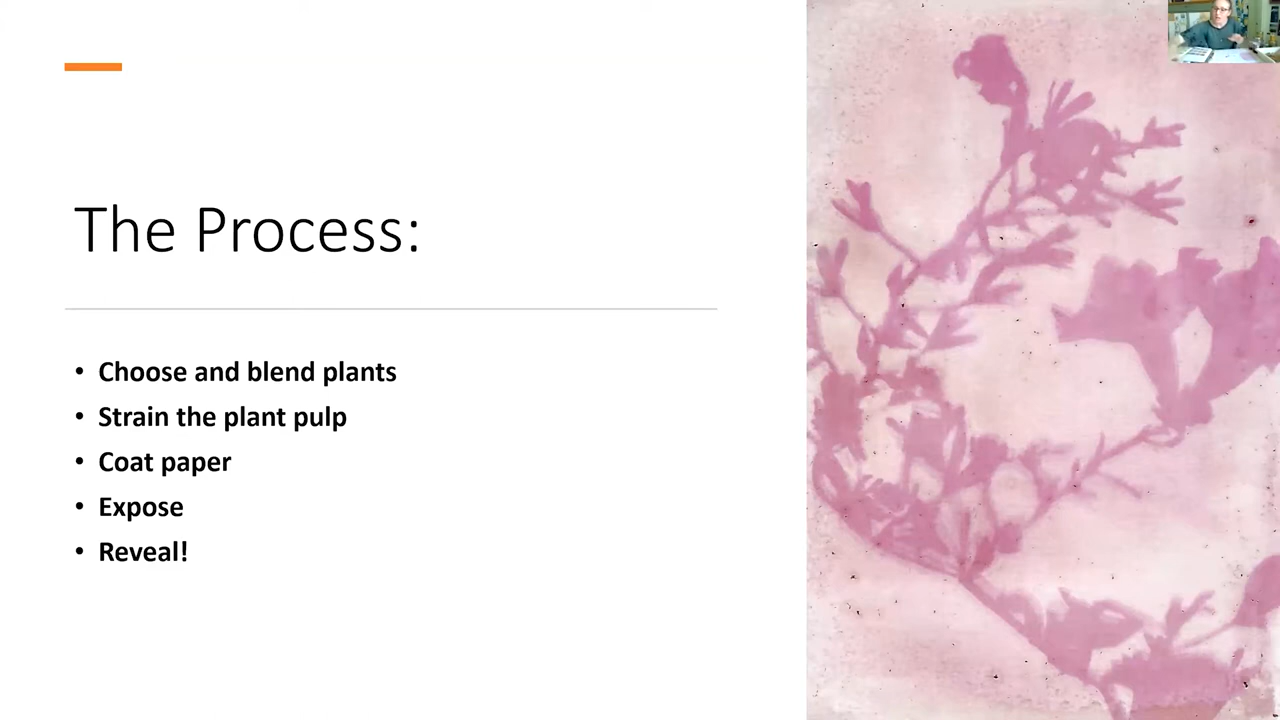 The Process:
• Choose and blend plants
• Strain the plant pulp
• Coat paper
• Expose
• Reveal!